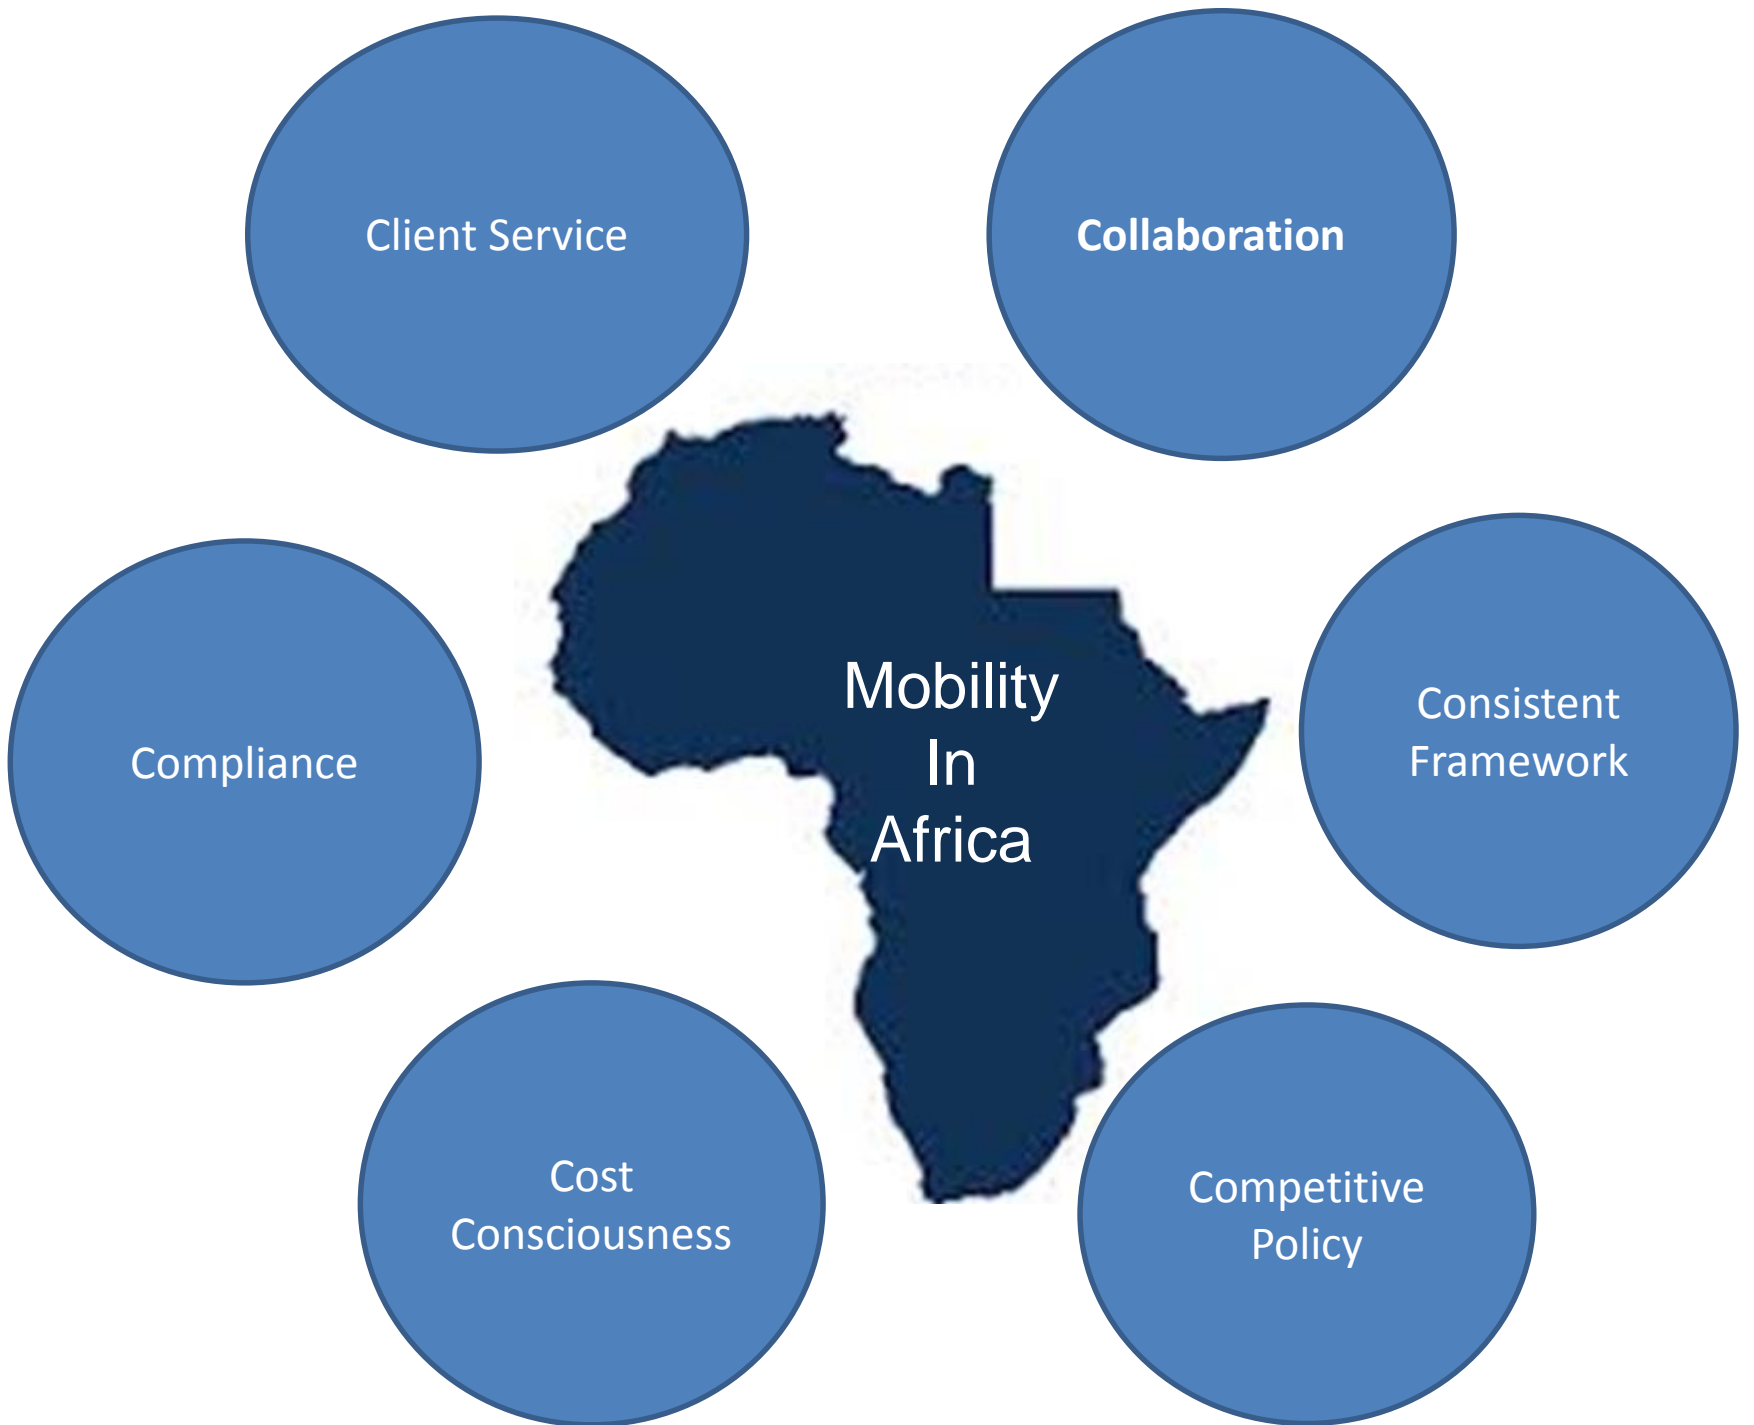 Client Service
Collaboration
Mobility
In
Africa
Consistent
Framework
Compliance
Cost
Consciousness
Competitive
Policy